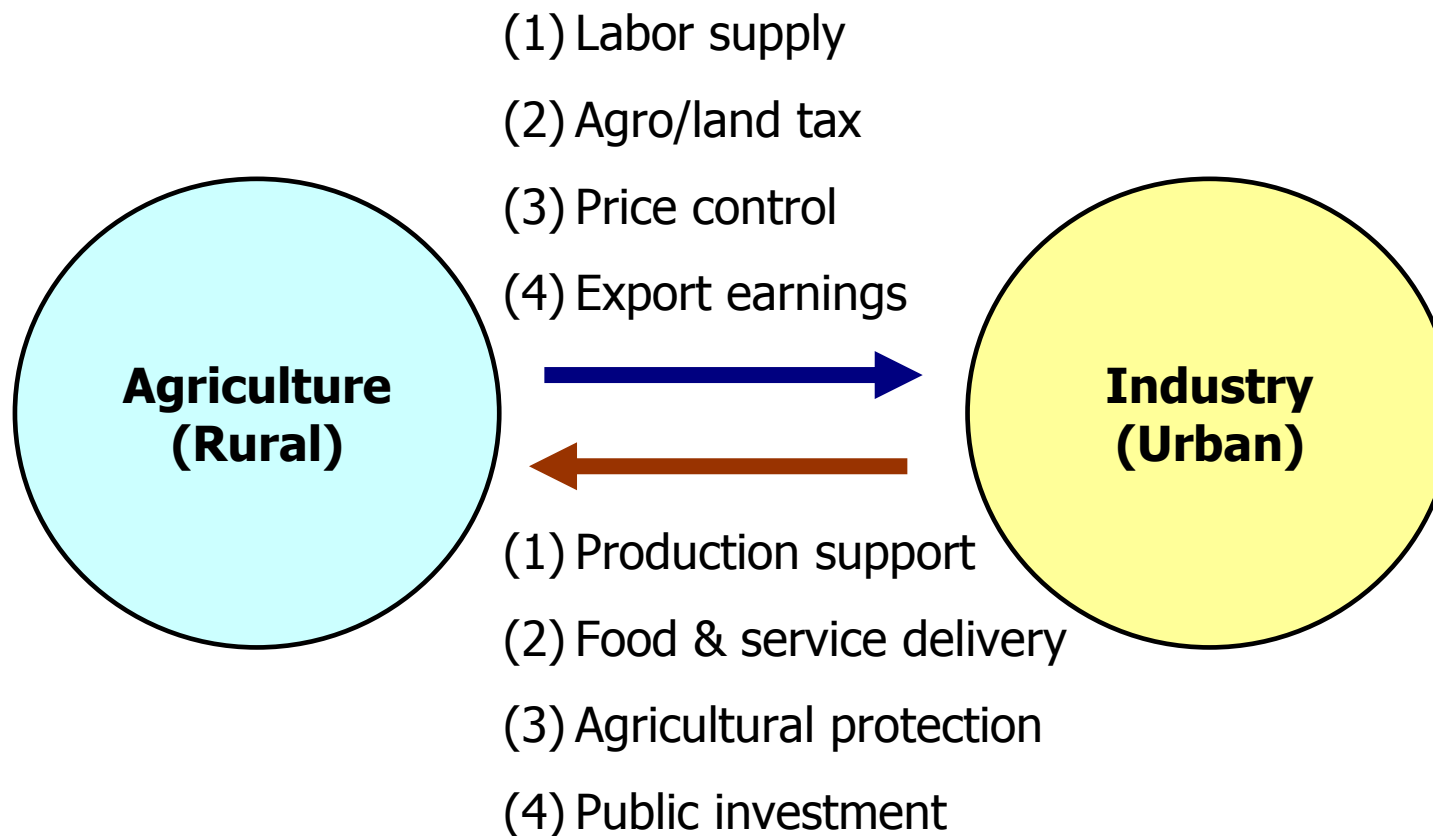 (1) Labor supply
(2) Agro/land tax
(3) Price control
(4) Export earnings
Agriculture
(Rural)
Industry
(Urban)
(1) Production support
(2) Food & service delivery
(3) Agricultural protection
(4) Public investment